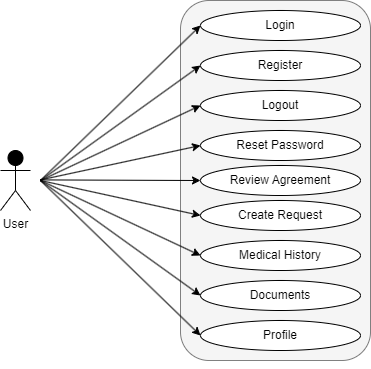 Login
Register
Logout
Reset Password
Review Agreement
Create Request
Medical History
Documents
Profile
User